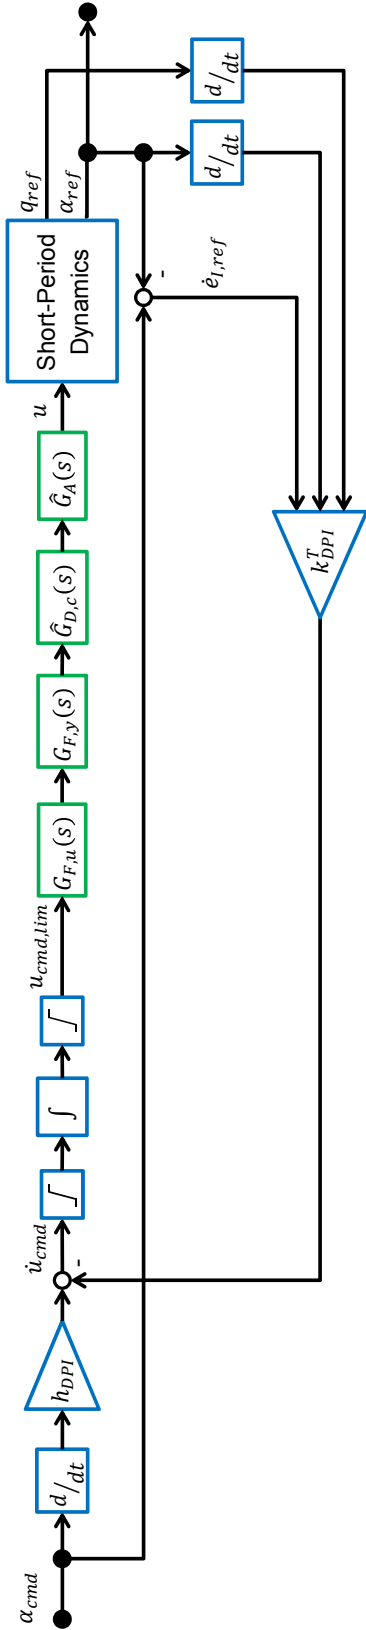 α_cmd
d/dt
h_DPI
-
u̇_cmd
∫
u_cmd,lim
G_F,u(s)
G_F,y(s)
Ĝ_D,c(s)
Ĝ_A(s)
u
Short-Period
Dynamics
q_ref
α_ref
-
ė_I,ref
d/dt
d/dt
k^T_DPI